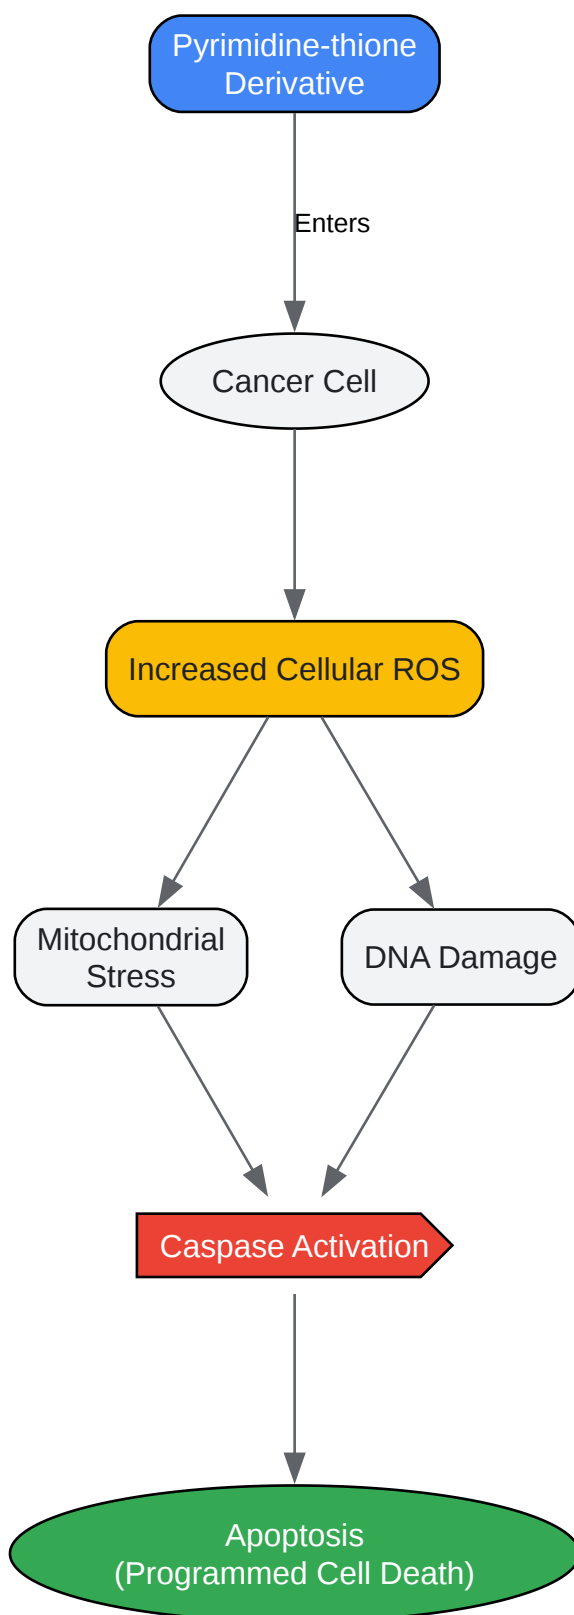 Pyrimidine-thione
Derivative
Enters
Cancer Cell
Increased Cellular ROS
Mitochondrial
Stress
DNA Damage
Caspase Activation
Apoptosis
(Programmed Cell Death)